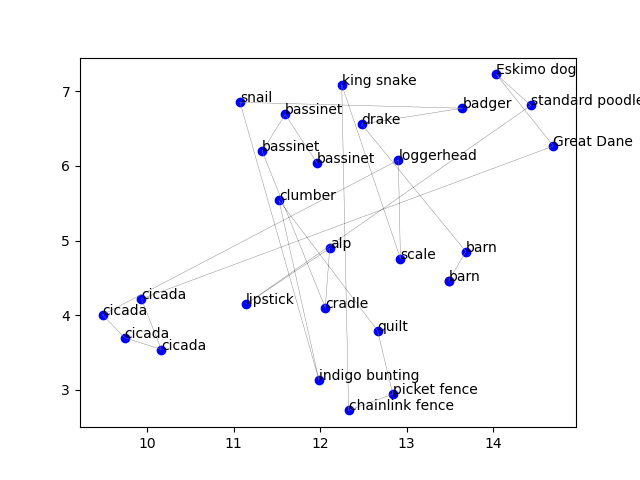 Eskimo dog
king snake
standard poodle
snail
badger
bassinet
drake
Great Dane
bassinet
bassinet
loggerhead
clumber
alp
barn
scale
barn
cicada
lipstick
cradle
cicada
quilt
cicada
cicada
indigo bunting
picket fence
chainlink fence
7
6
5
4
3
10 11 12 13 14